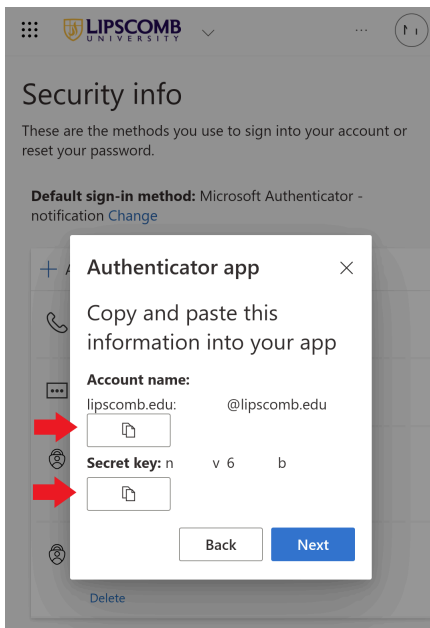 LIPSCOMB
UNIVERSITY
Security info
These are the methods you use to sign into your account or
reset your password.
Default sign-in method: Microsoft Authenticator -
notification Change
Authenticator app
Copy and paste this
information into your app
Account name:
lipscomb.edu: @lipscomb.edu
Secret key: n v 6 b
Back Next
Delete